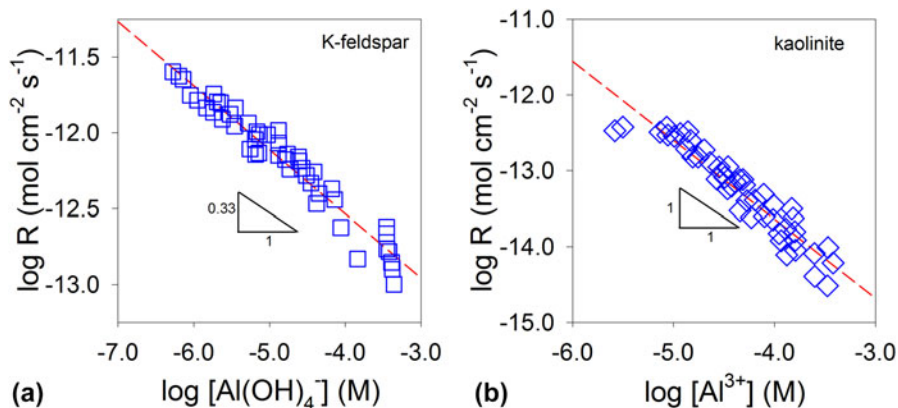 K-feldspar
log R (mol cm⁻² s⁻¹)
-11.5
-12.0
-12.5
-13.0
0.33
1
-7.0 -6.0 -5.0 -4.0 -3.0
(a) log [Al(OH)₄⁻] (M)
kaolinite
log R (mol cm⁻² s⁻¹)
-11.0
-12.0
-13.0
-14.0
-15.0
1
1
-6.0 -5.0 -4.0 -3.0
(b) log [Al³⁺] (M)